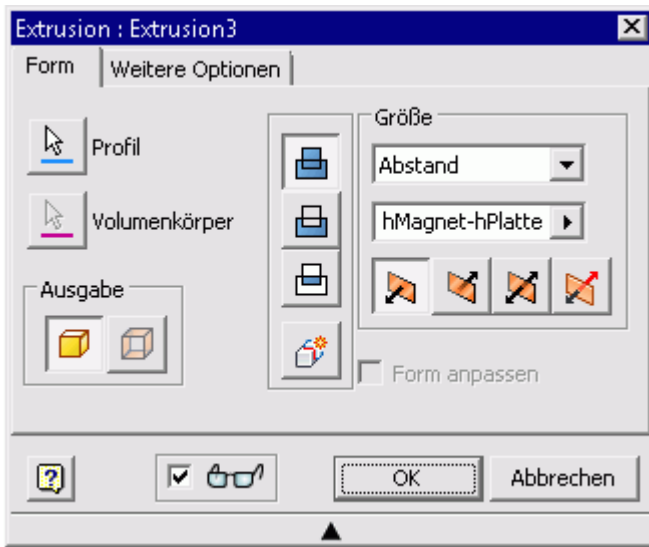 Extrusion : Extrusion3
Form
Weitere Optionen
Profil
Volumenkörper
Ausgabe
Größe
Abstand
hMagnet-hPlatte
Form anpassen
OK
Abbrechen